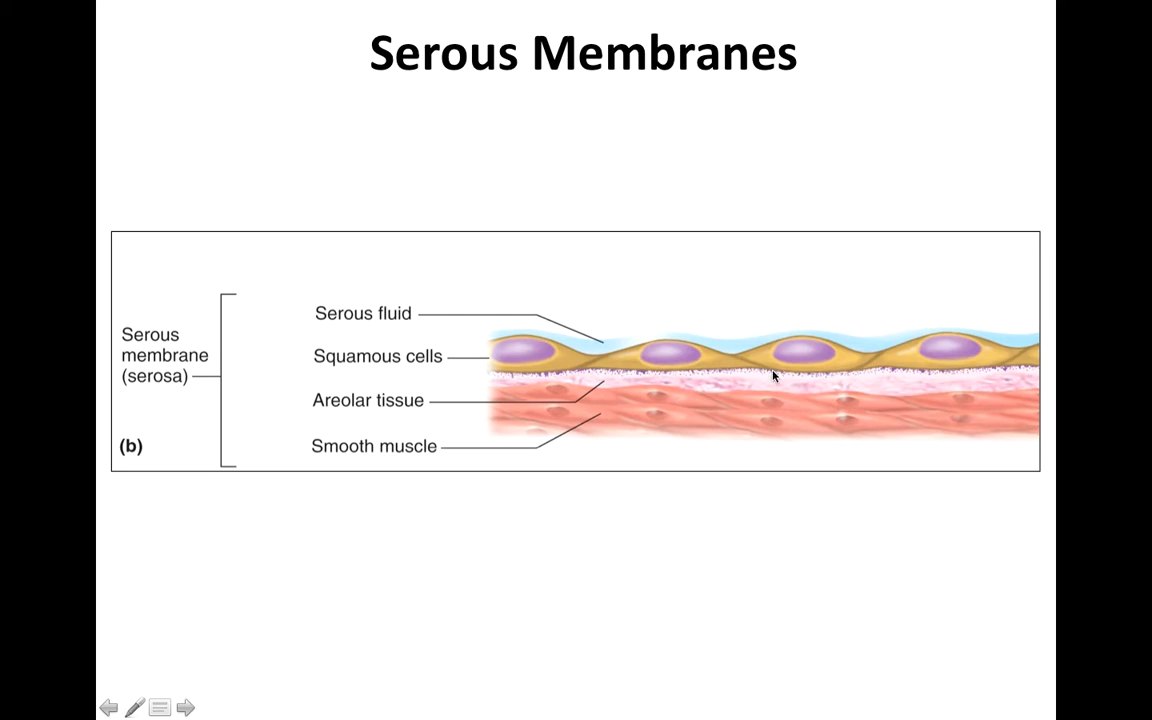 Serous Membranes
Serous fluid
Serous
membrane
(serosa)
Squamous cells
Areolar tissue
Smooth muscle
(b)